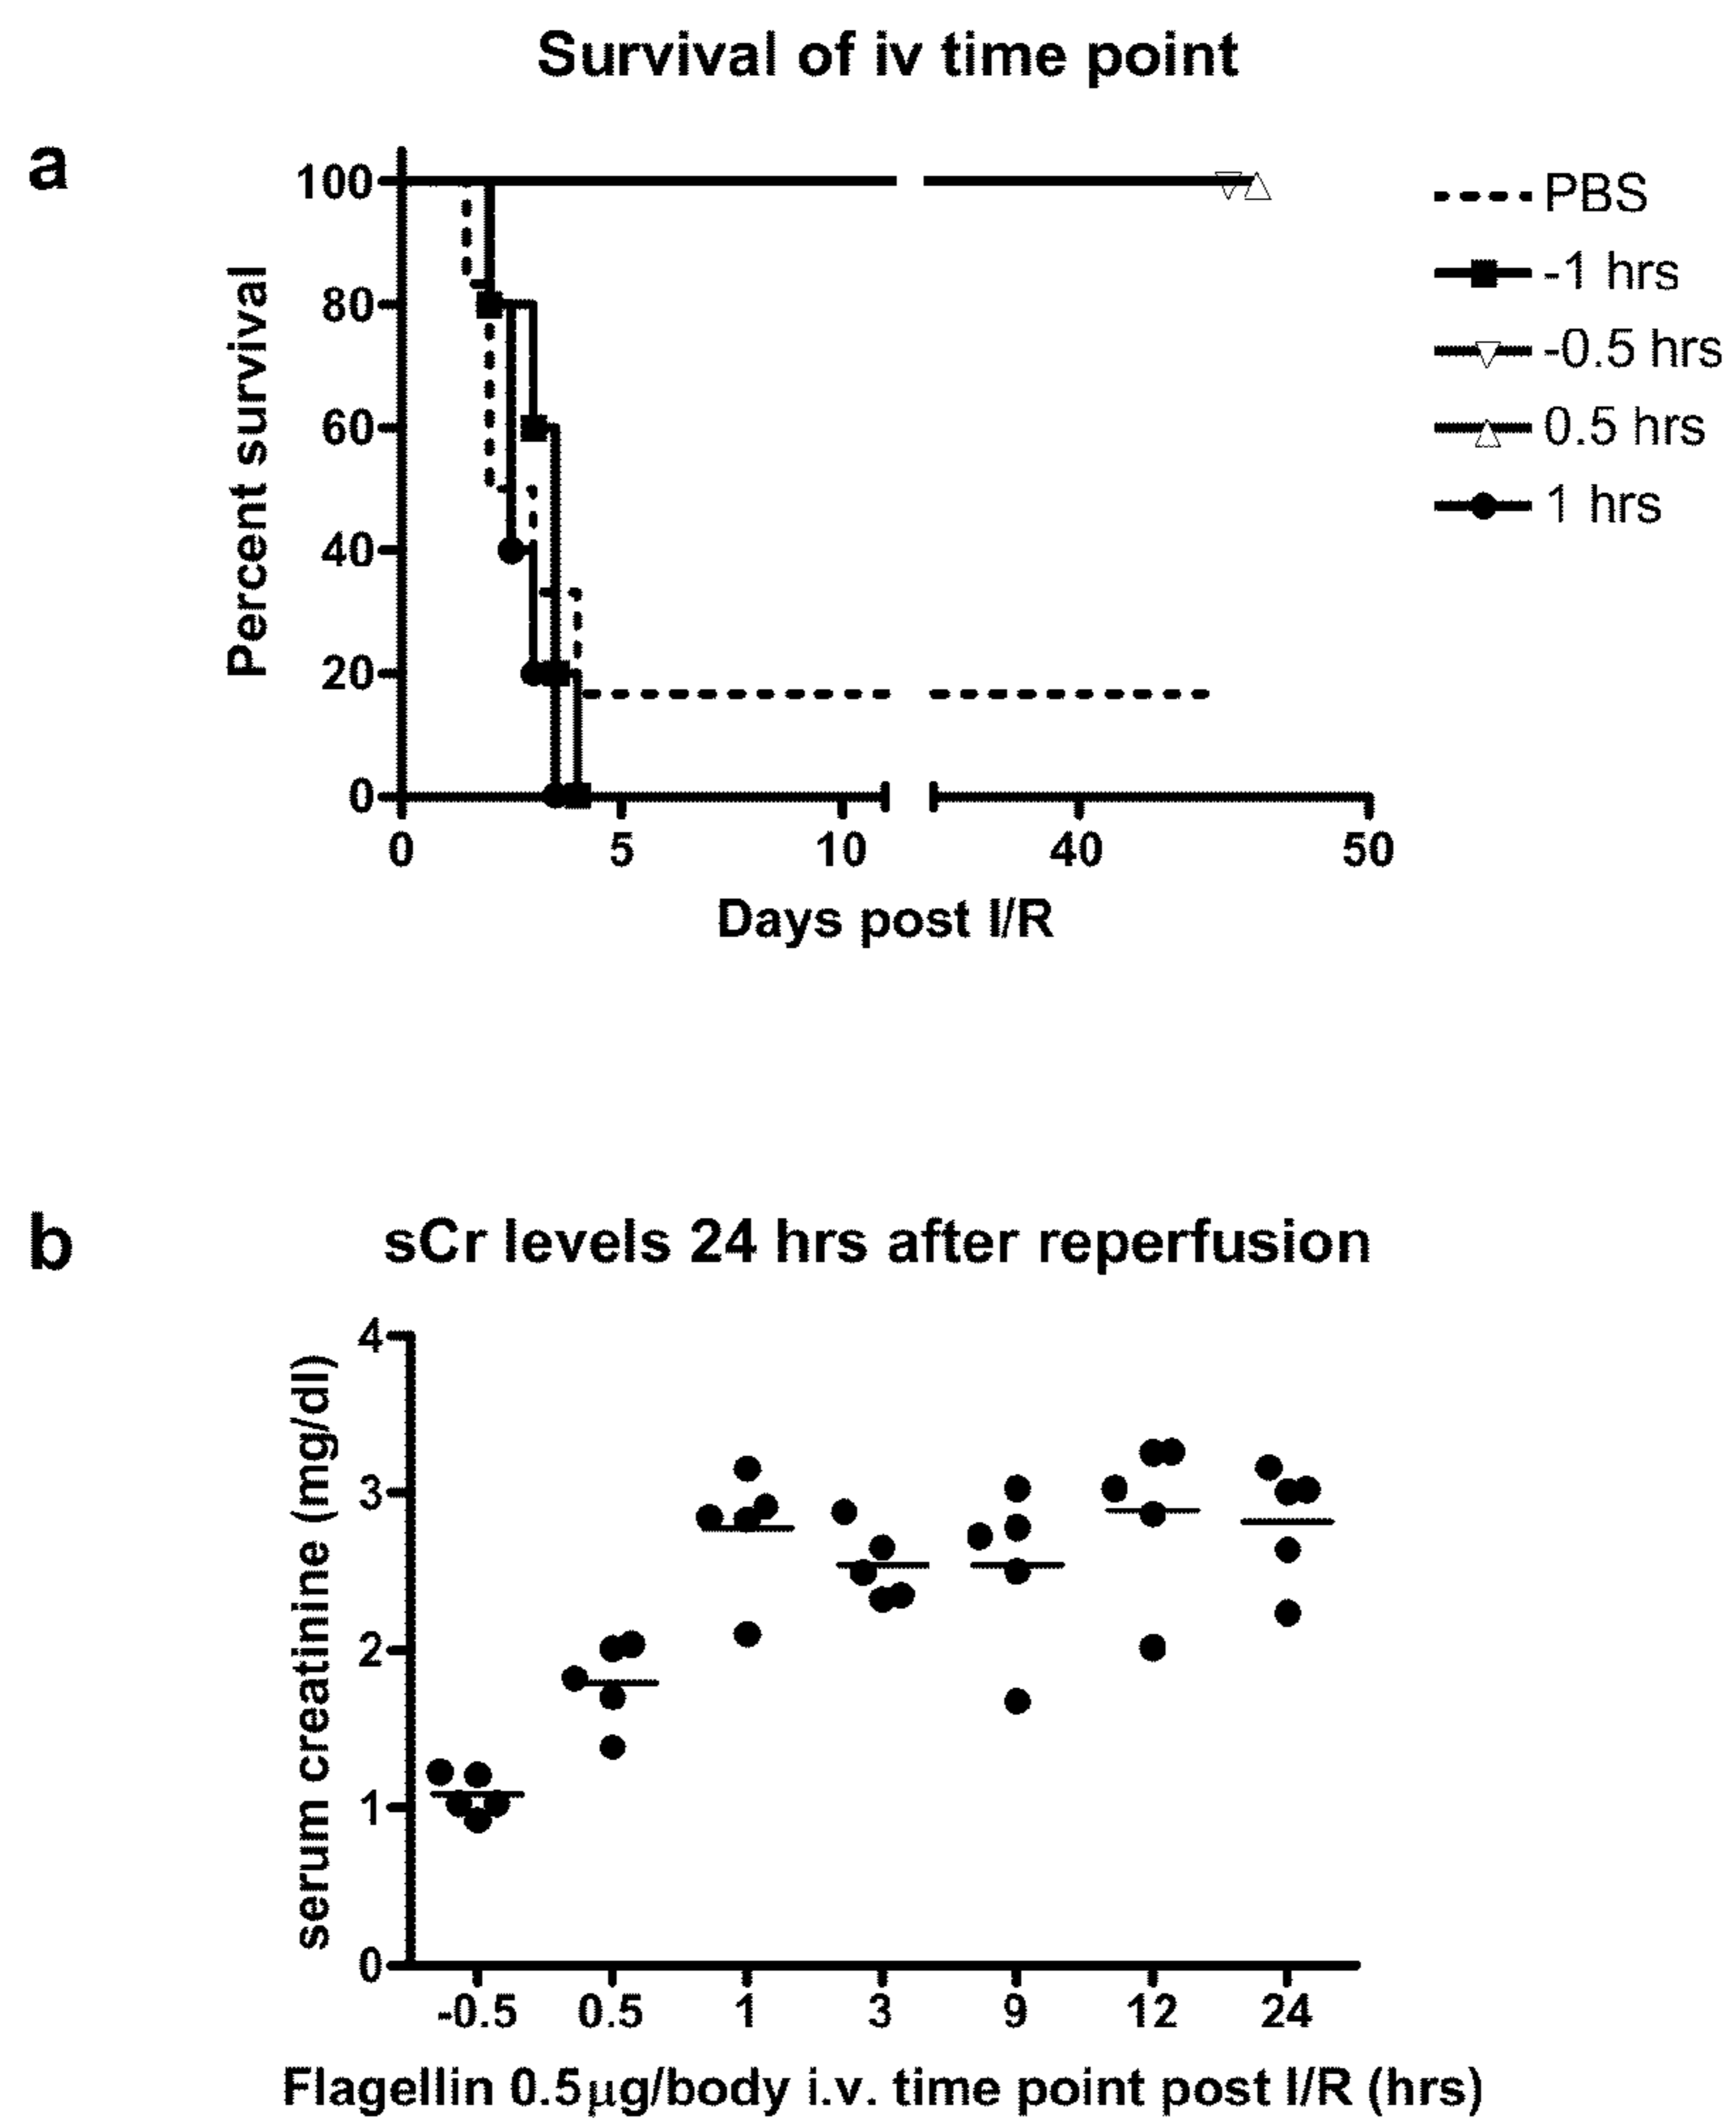 Survival of iv time point
a
Percent survival
100
80
60
40
20
0
0 5 10 40 50
Days post I/R
PBS
-1 hrs
-0.5 hrs
0.5 hrs
1 hrs
b
sCr levels 24 hrs after reperfusion
serum creatinine (mg/dl)
4
3
2
1
0
-0.5 0.5 1 3 9 12 24
Flagellin 0.5μg/body i.v. time point post I/R (hrs)